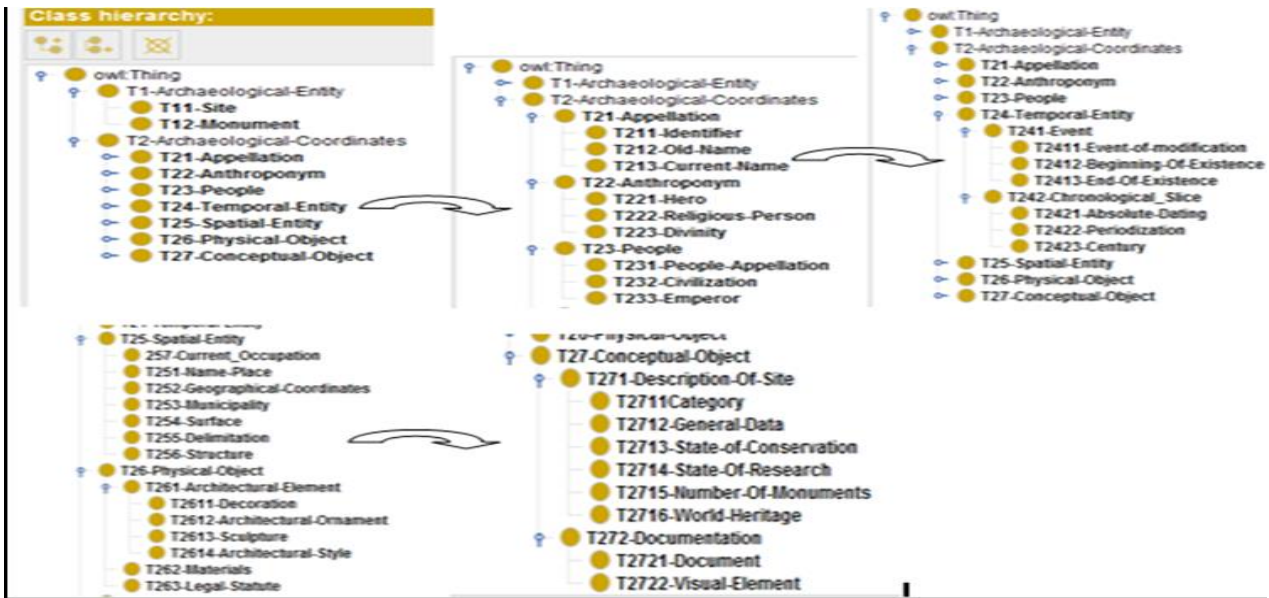 Class hierarchy:
owl:Thing
T1-Archaeological-Entity
T11-Site
T12-Monument
T2-Archaeological-Coordinates
T21-Appellation
T22-Anthroponym
T23-People
T24-Temporal-Entity
T25-Spatial-Entity
T26-Physical-Object
T27-Conceptual-Object
owl:Thing
T1-Archaeological-Entity
T2-Archaeological-Coordinates
T21-Appellation
T211-Identifier
T212-Old-Name
T213-Current-Name
T22-Anthroponym
T221-Hero
T222-Religious-Person
T223-Divinity
T23-People
T231-People-Appellation
T232-Civilization
T233-Emperor
owl:Thing
T1-Archaeological-Entity
T2-Archaeological-Coordinates
T21-Appellation
T22-Anthroponym
T23-People
T24-Temporal-Entity
T241-Event
T2411-Event-of-modification
T2412-Beginning-Of-Existence
T2413-End-Of-Existence
T242-Chronological_Slice
T2421-Absolute-Dating
T2422-Periodization
T2423-Century
T25-Spatial-Entity
T26-Physical-Object
T27-Conceptual-Object
T25-Spatial-Entity
257-Current_Occupation
T251-Name-Place
T252-Geographical-Coordinates
T253-Municipality
T254-Surface
T255-Delimitation
T256-Structure
T26-Physical-Object
T261-Architectural-Element
T2611-Decoration
T2612-Architectural-Ornament
T2613-Sculpture
T2614-Architectural-Style
T262-Materials
T263-Legal-Statute
T27-Conceptual-Object
T271-Description-Of-Site
T2711Category
T2712-General-Data
T2713-State-of-Conservation
T2714-State-Of-Research
T2715-Number-Of-Monuments
T2716-World-Heritage
T272-Documentation
T2721-Document
T2722-Visual-Element